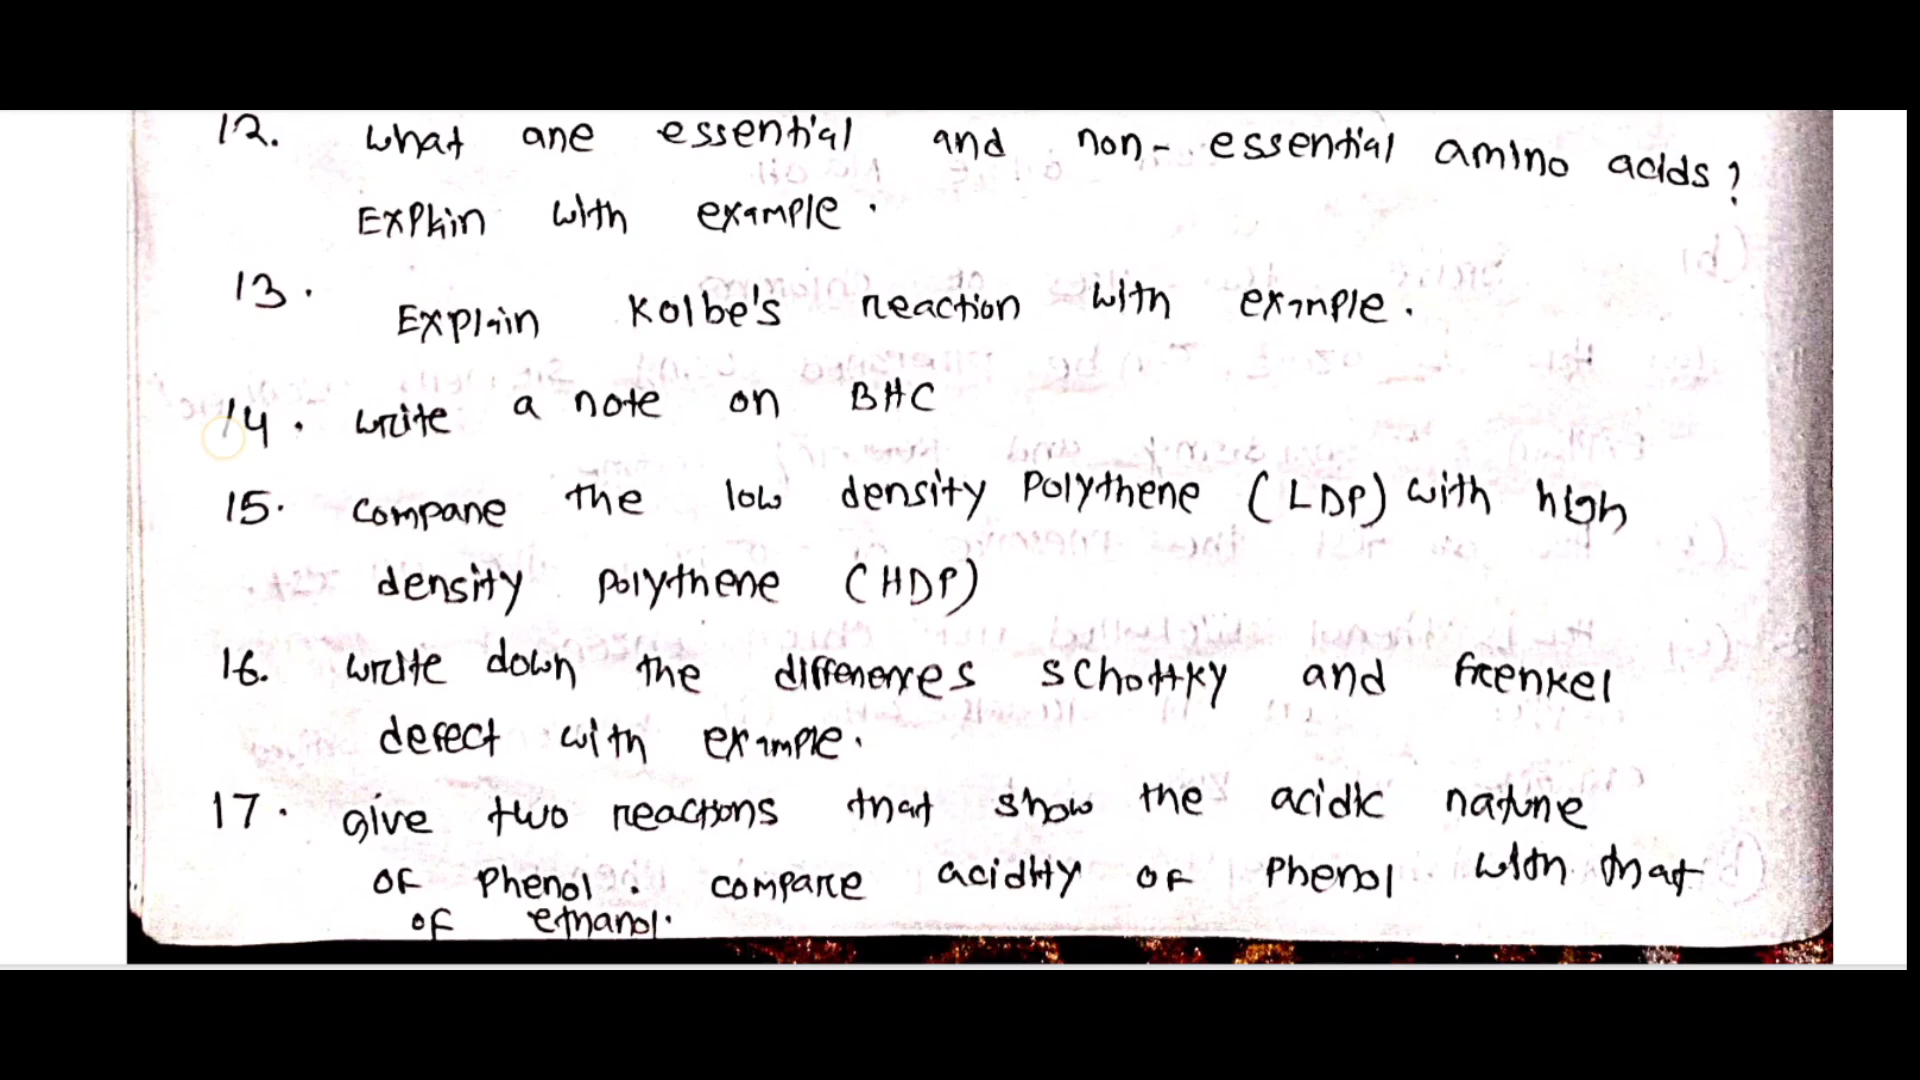 12. What are essential and non-essential amino acids?
Explain with example.
13. Explain Kolbe's reaction with example.
14. write a note on BHC
15. compare the low density polythene (LDP) with high
density polythene (HDP)
16. write down the differences schottky and frenkel
defect with example.
17. give two reactions that show the acidic nature
of phenol. compare acidity of phenol with that
of ethanol.